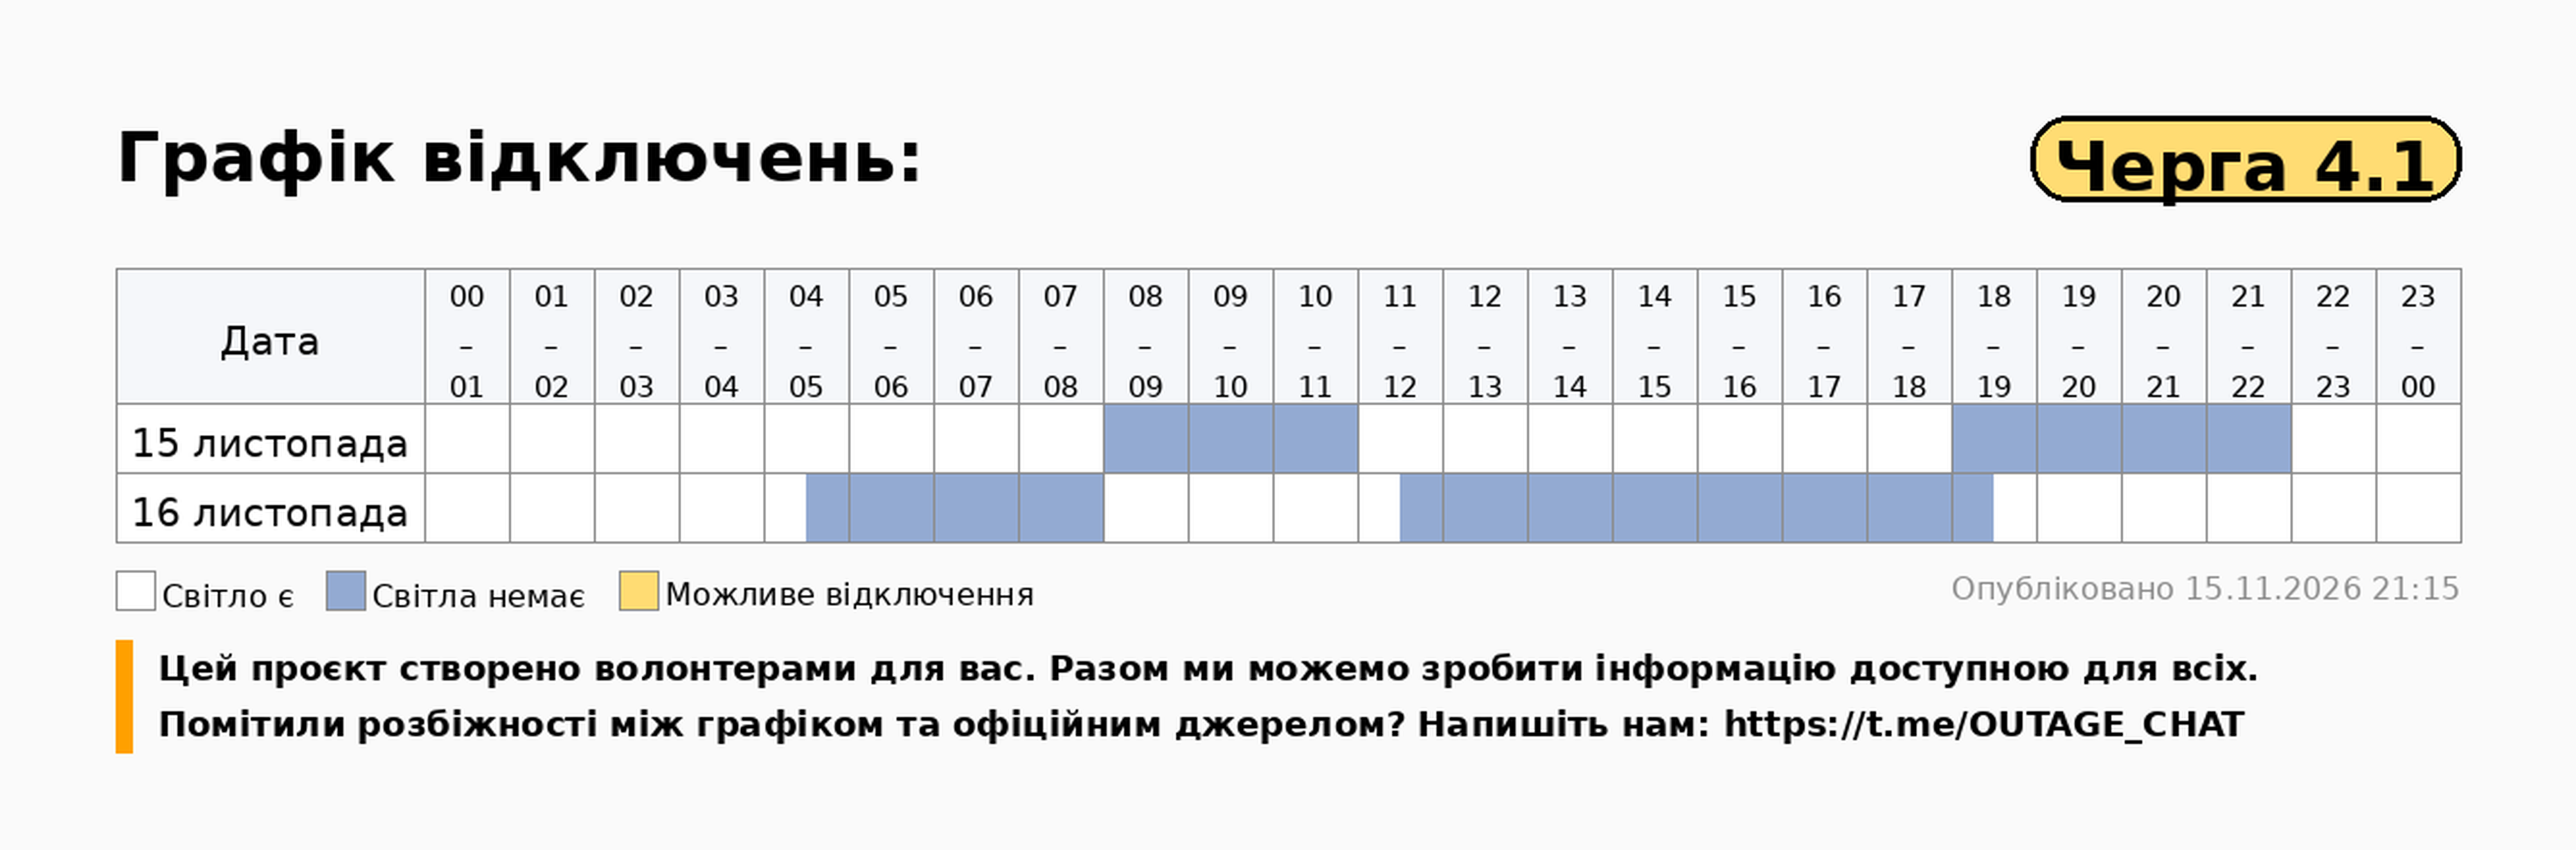 Графік відключень:
Черга 4.1
Дата 00 – 01 01 – 02 02 – 03 03 – 04 04 – 05 05 – 06 06 – 07 07 – 08 08 – 09 09 – 10 10 – 11 11 – 12 12 – 13 13 – 14 14 – 15 15 – 16 16 – 17 17 – 18 18 – 19 19 – 20 20 – 21 21 – 22 22 – 23 23 – 00
15 листопада
16 листопада
Світло є Світла немає Можливе відключення
Опубліковано 15.11.2026 21:15
Цей проєкт створено волонтерами для вас. Разом ми можемо зробити інформацію доступною для всіх.
Помітили розбіжності між графіком та офіційним джерелом? Напишіть нам: https://t.me/OUTAGE_CHAT